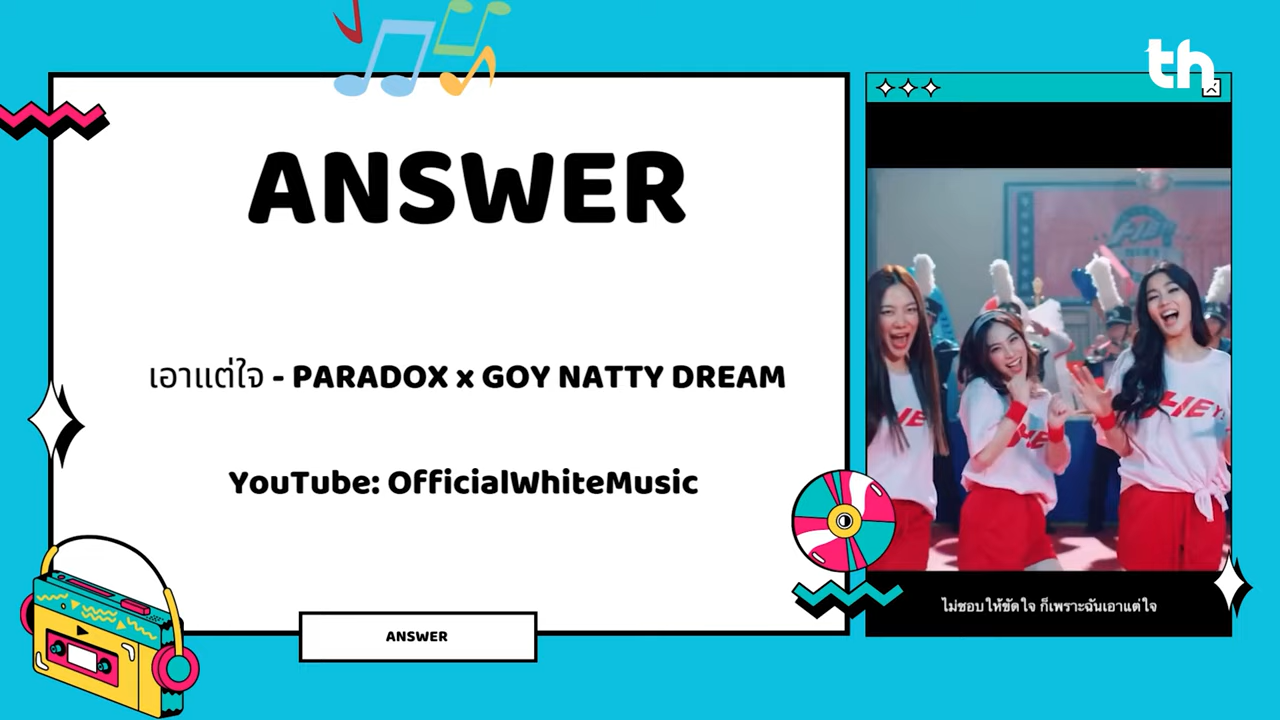 th
ANSWER
เอาแต่ใจ - PARADOX x GOY NATTY DREAM
YouTube: OfficialWhiteMusic
ANSWER
HEY!
ไม่ชอบให้ขัดใจ ก็เพราะฉันเอาแต่ใจ